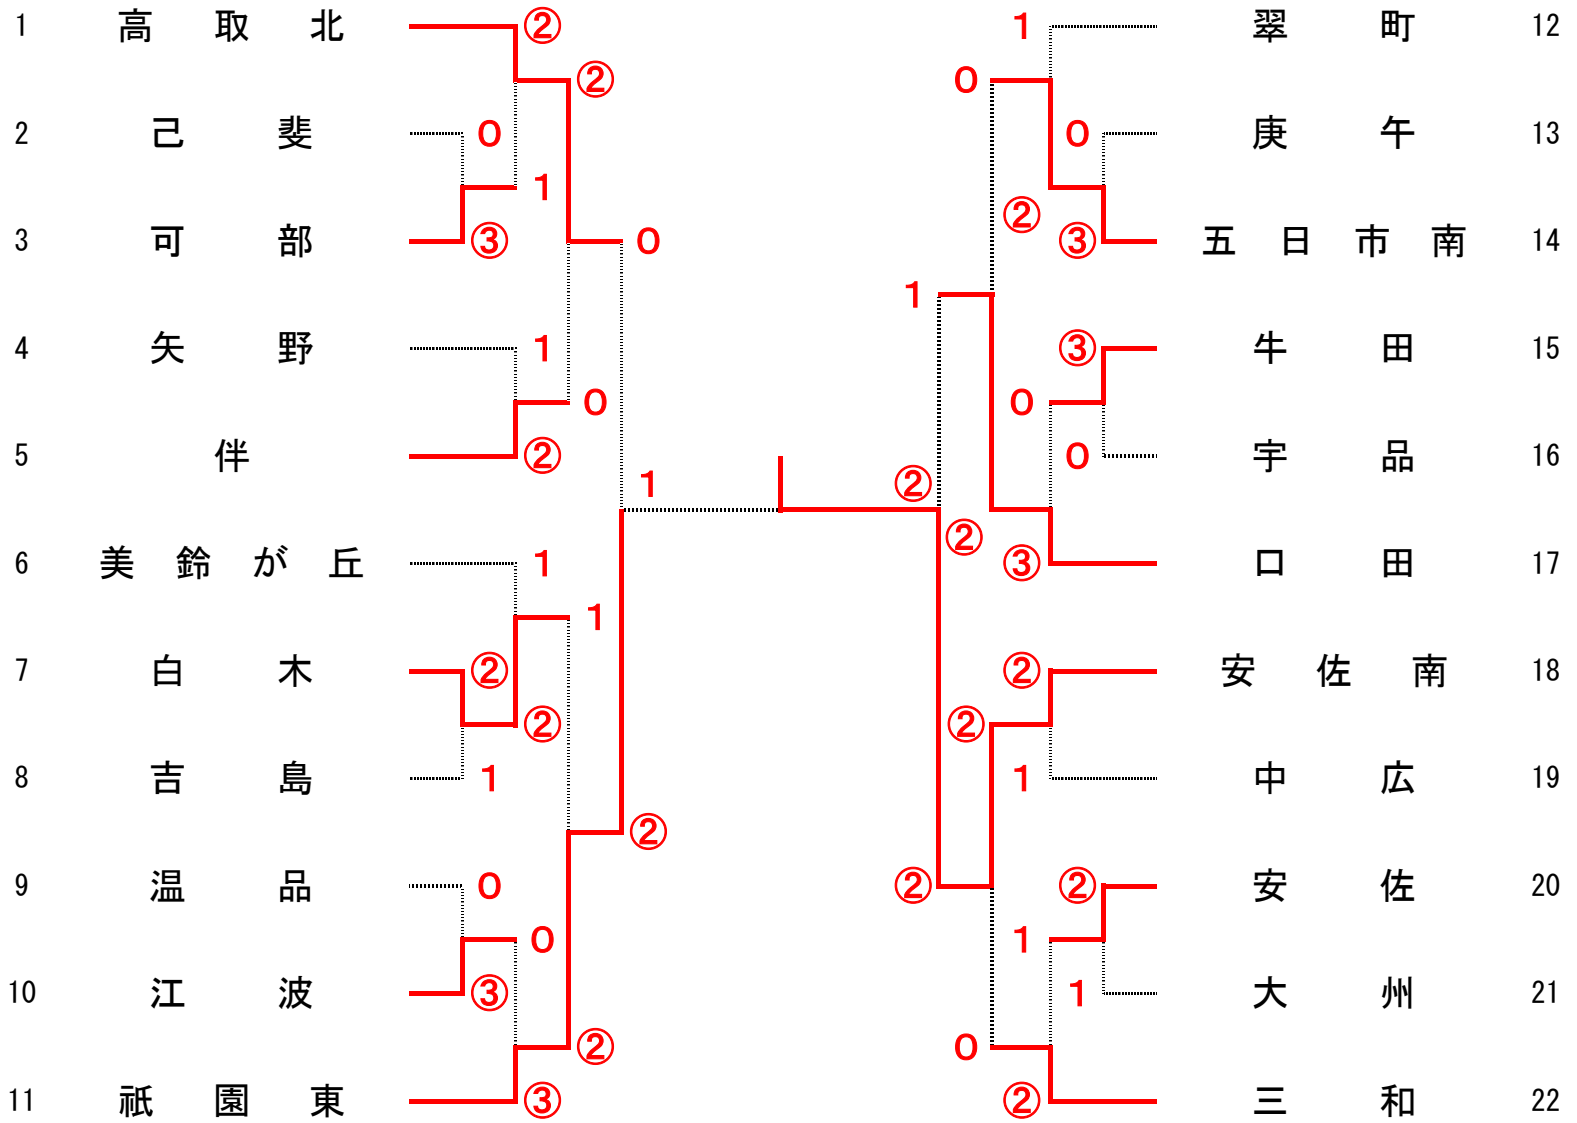 1 高取北 ② 1 翠町 12
② 0
2 己斐 0 0 庚午 13
1 ②
3 可部 ③ 0 ③ 五日市南 14
1
4 矢野 1 ③ 牛田 15
0 0
5 伴 ② 0 宇品 16
1 ②
②
6 美鈴が丘 1 ③ 口田 17
1
7 白木 ② ② 安佐南 18
② ②
8 吉島 1 1 中広 19
②
9 温品 0 ② ② 安佐 20
0 1
10 江波 ③ 1 大州 21
② 0
11 祇園東 ③ ② 三和 22